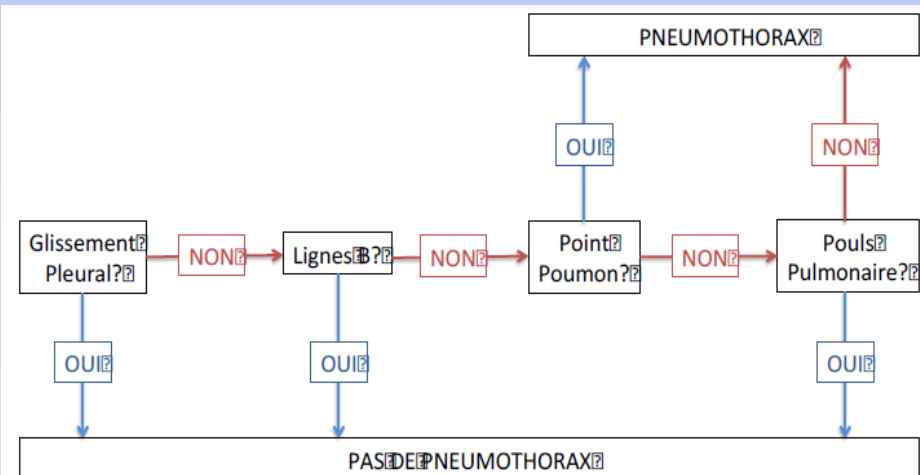 PNEUMOTHORAX
OUI
NON
Glissement
Pleural?
NON
Lignes B?
NON
Point
Poumon?
NON
Pouls
Pulmonaire?
OUI
OUI
OUI
PAS DE PNEUMOTHORAX